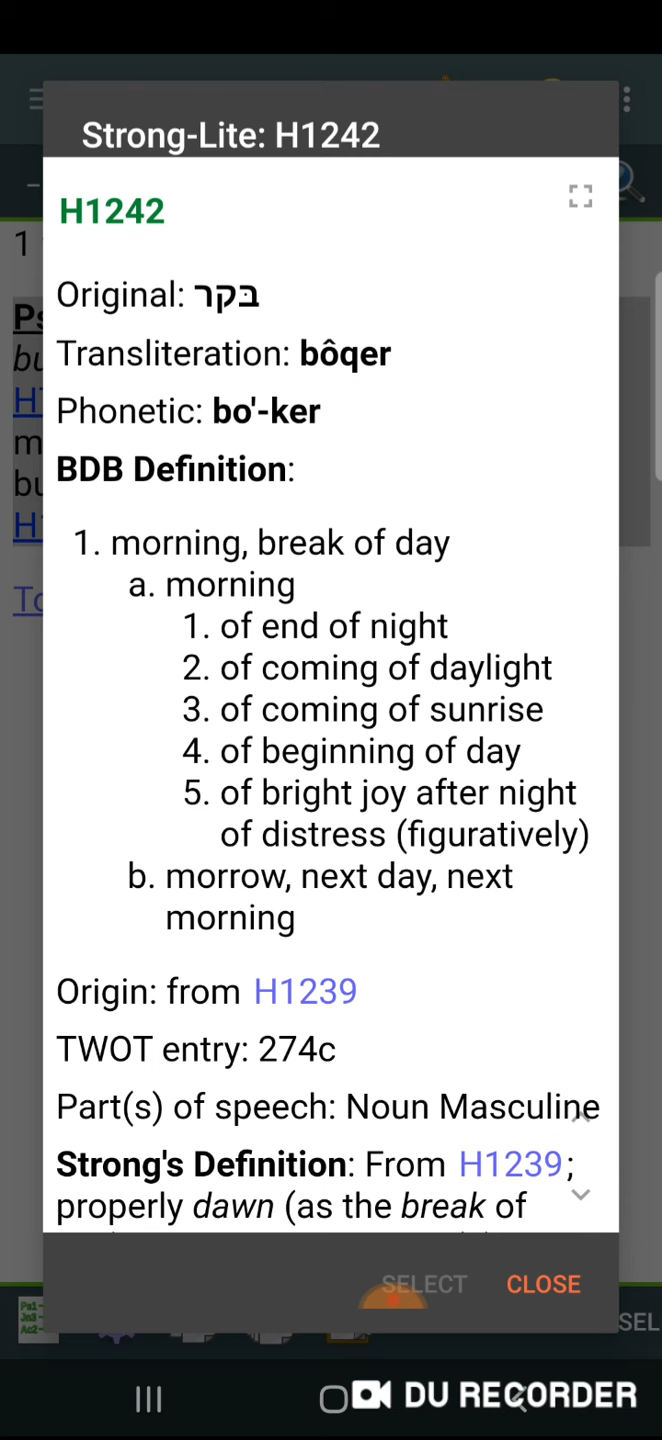 Strong-Lite: H1242
H1242
1
Original: בקר
Transliteration: bôqer
Phonetic: bo'-ker
BDB Definition:
1. morning, break of day
a. morning
1. of end of night
2. of coming of daylight
3. of coming of sunrise
4. of beginning of day
5. of bright joy after night
of distress (figuratively)
b. morrow, next day, next
morning
Origin: from H1239
TWOT entry: 274c
Part(s) of speech: Noun Masculine
Strong's Definition: From H1239;
properly dawn (as the break of
SELECT CLOSE
SEL
DU RECORDER